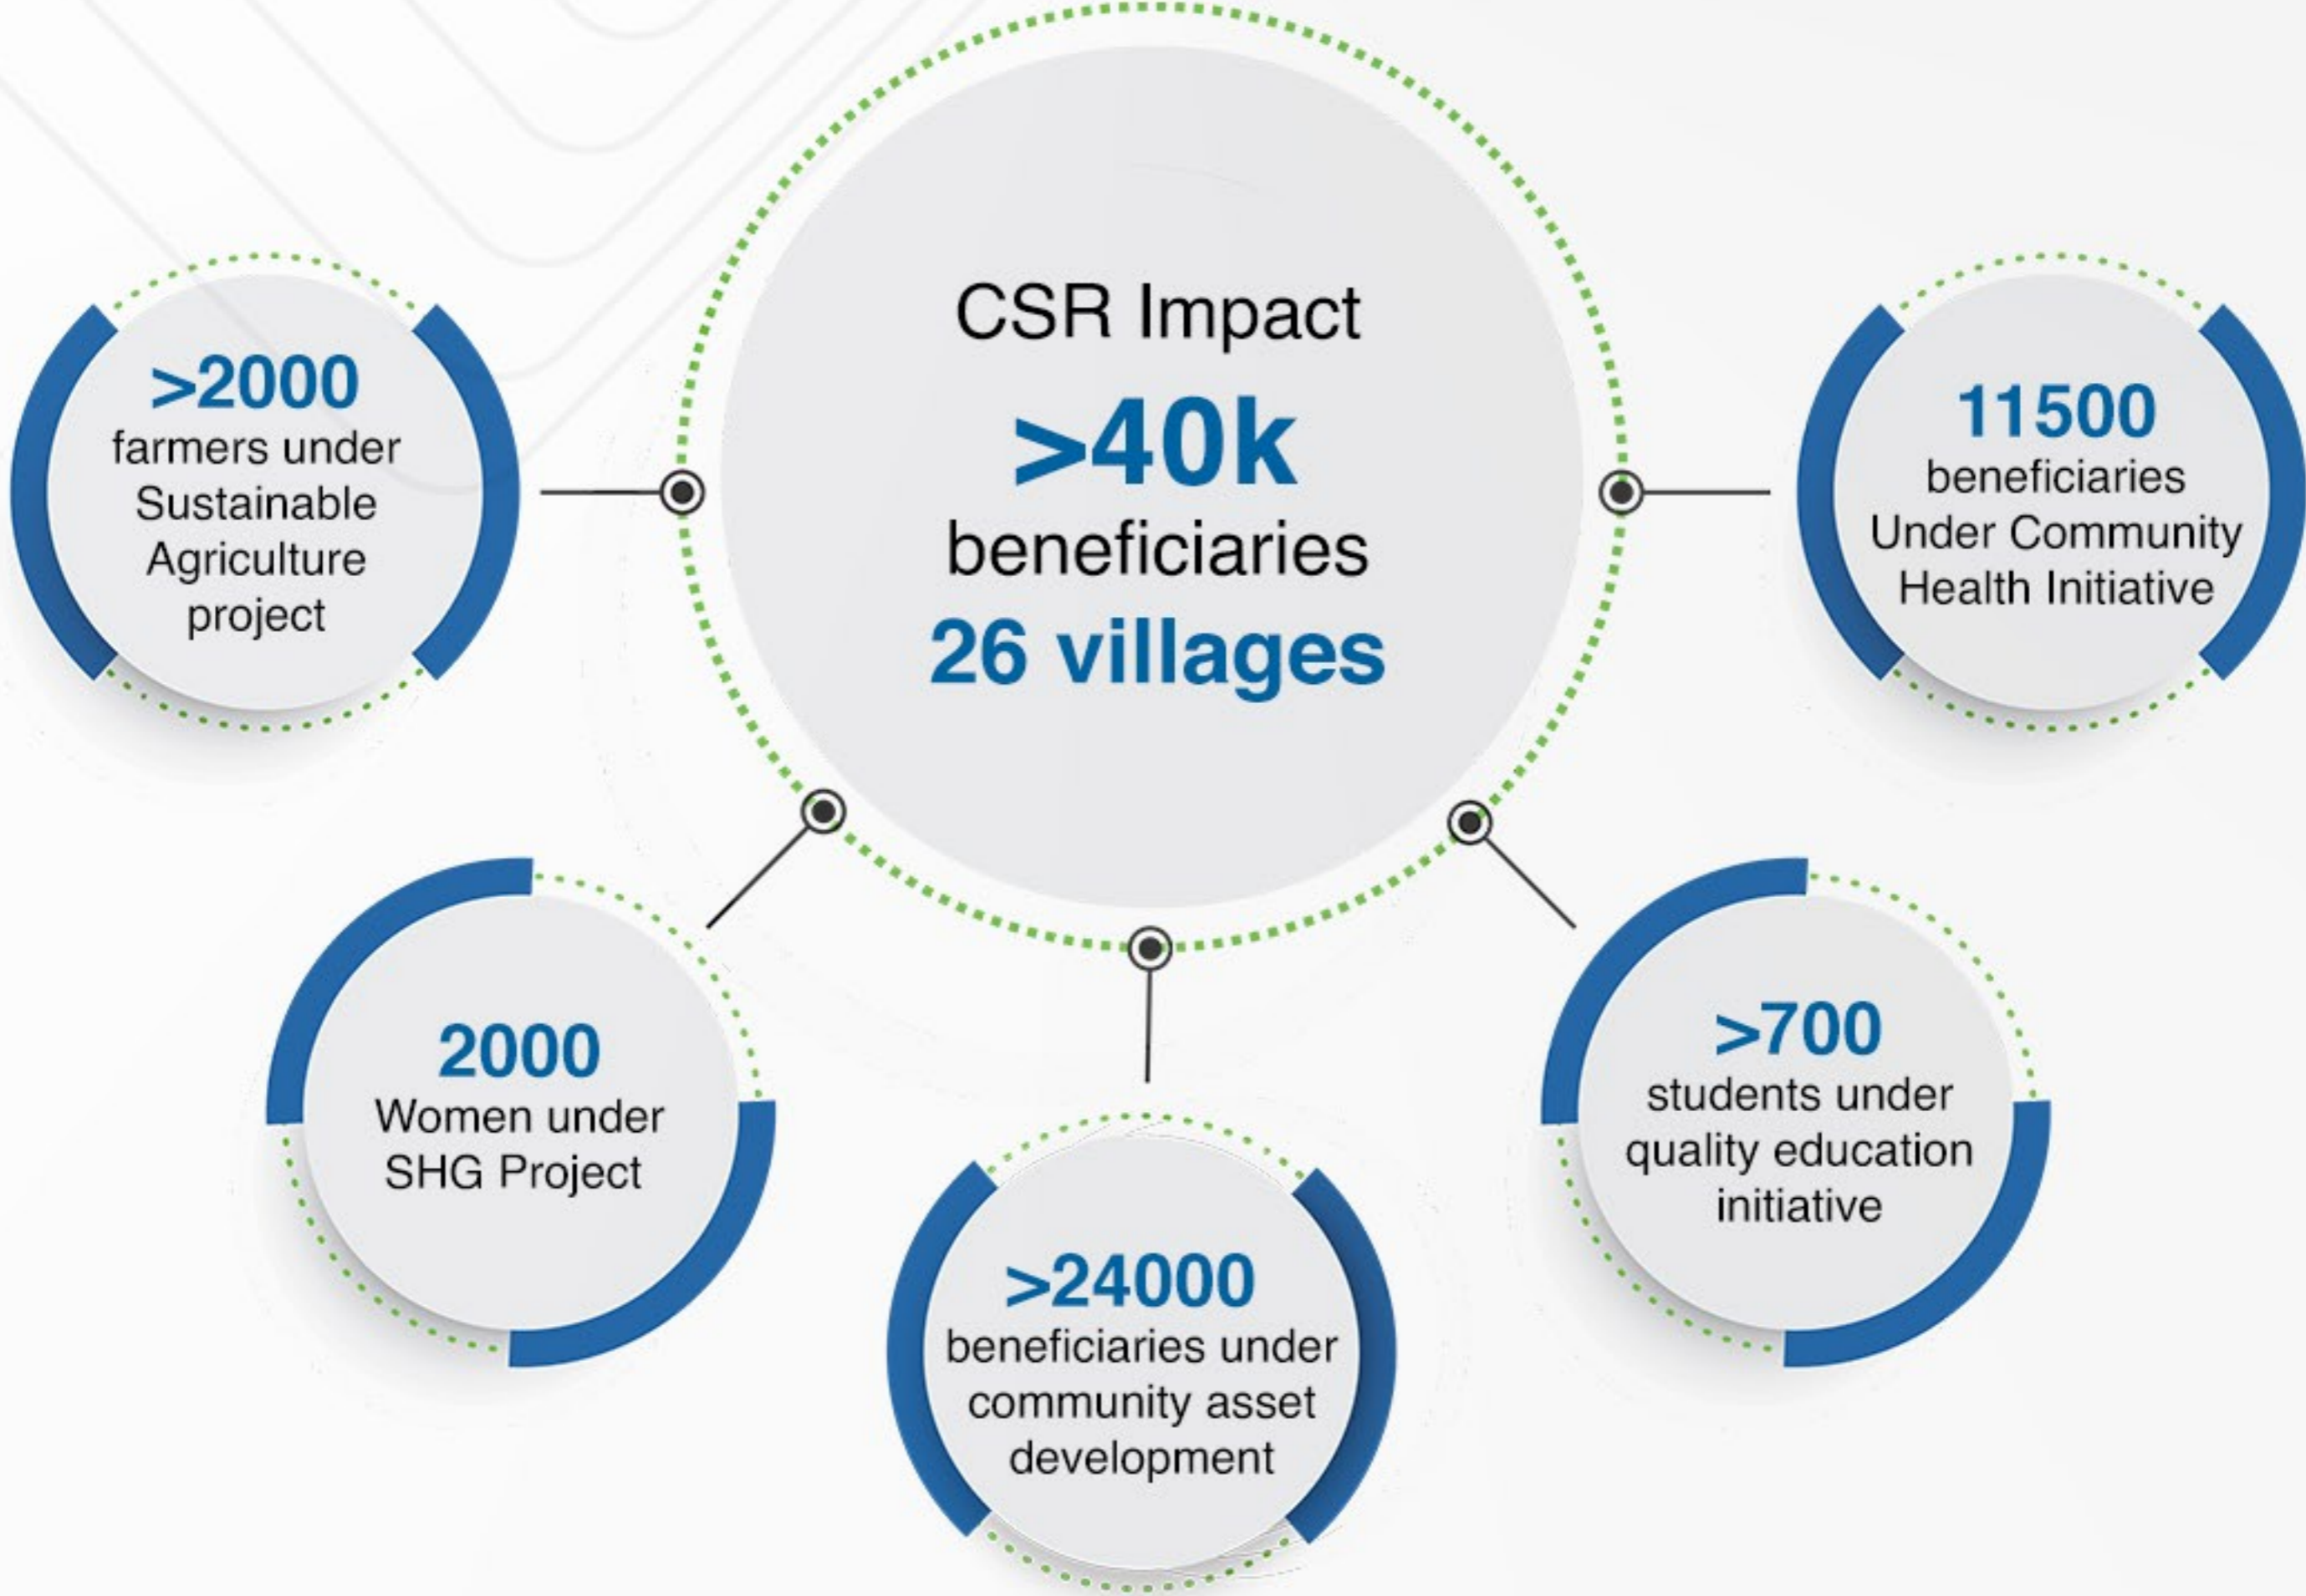 CSR Impact
>40k
beneficiaries
26 villages
>2000
farmers under
Sustainable
Agriculture
project
2000
Women under
SHG Project
>24000
beneficiaries under
community asset
development
>700
students under
quality education
initiative
11500
beneficiaries
Under Community
Health Initiative